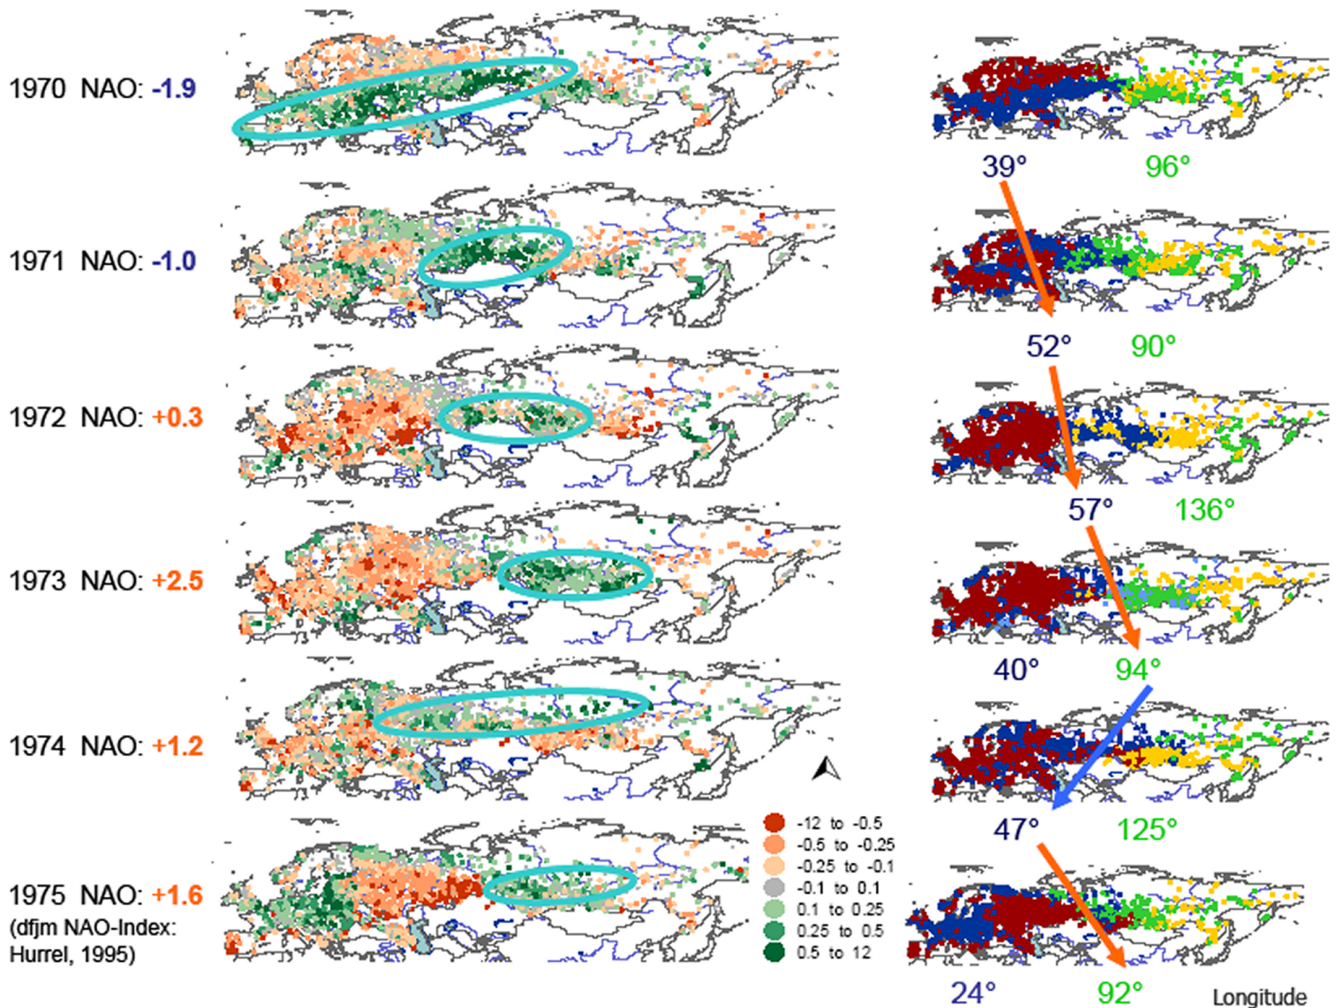 1970 NAO: -1.9
39° 96°
1971 NAO: -1.0
52° 90°
1972 NAO: +0.3
57° 136°
1973 NAO: +2.5
40° 94°
1974 NAO: +1.2
47° 125°
-12 to -0.5
-0.5 to -0.25
-0.25 to -0.1
-0.1 to 0.1
0.1 to 0.25
0.25 to 0.5
0.5 to 12
1975 NAO: +1.6
(dfjm NAO-Index:
Hurrel, 1995)
24° 92°
Longitude